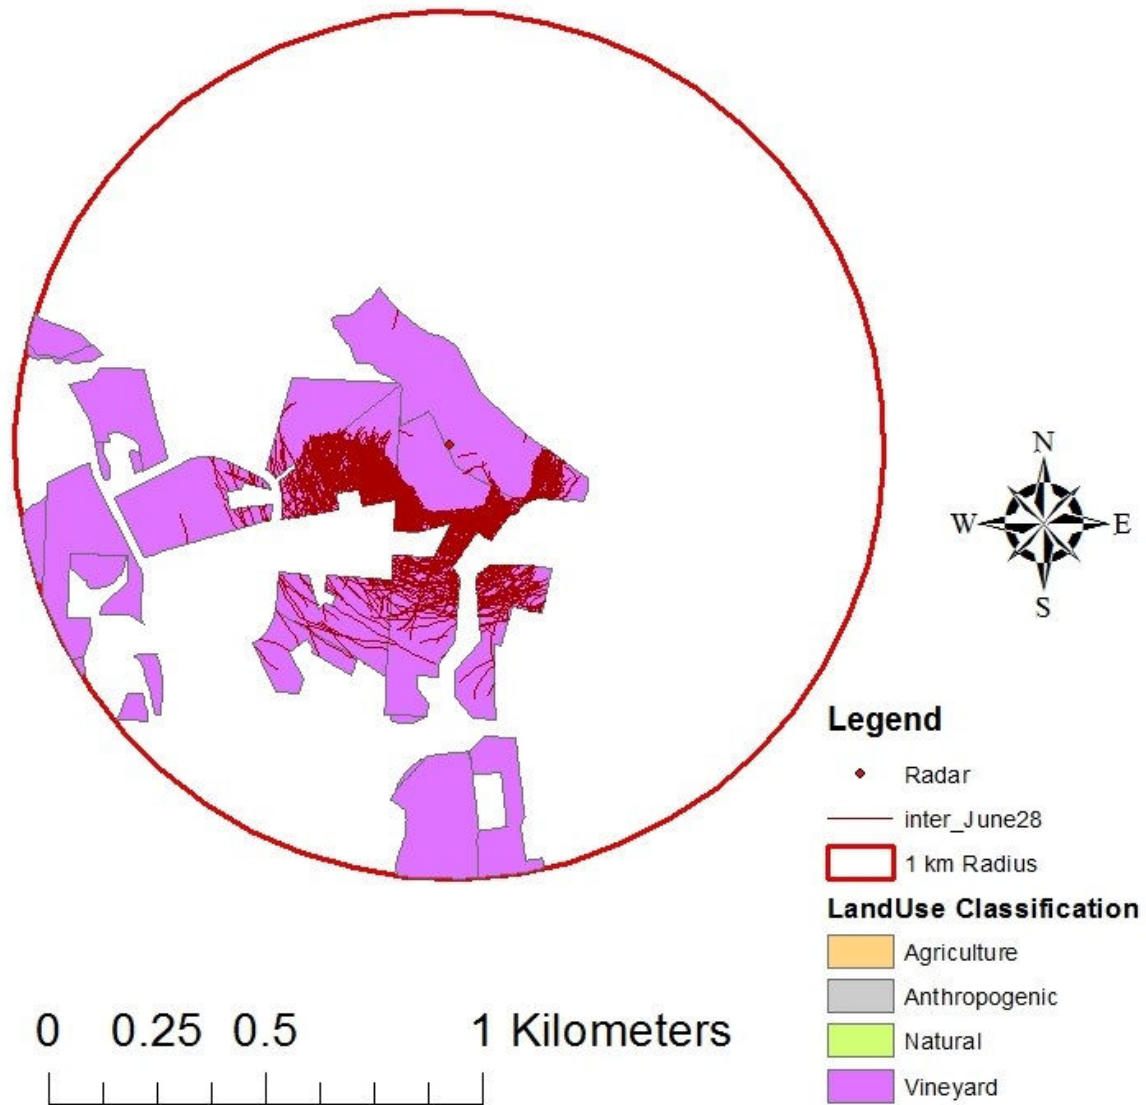 N
W E
S
Legend
Radar
inter_June28
1 km Radius
LandUse Classification
Agriculture
Anthropogenic
Natural
Vineyard
0 0.25 0.5 1 Kilometers